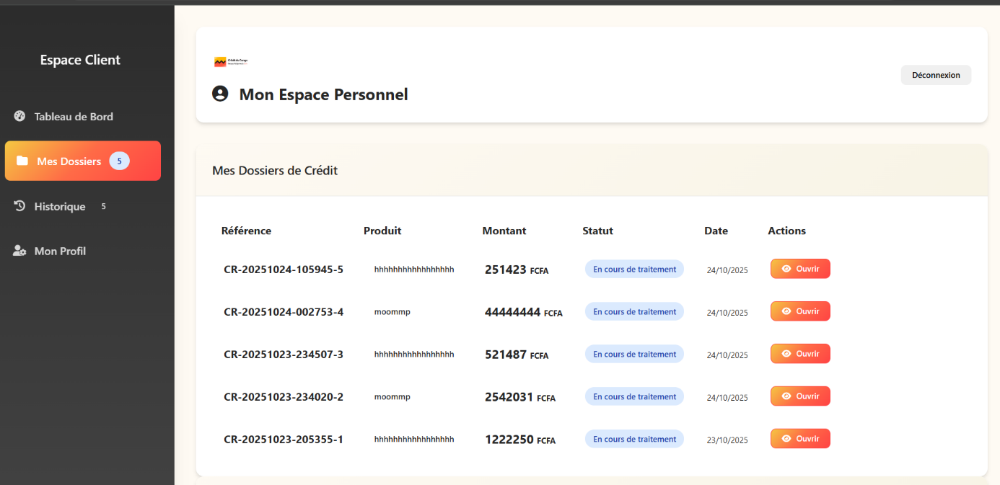 Espace Client
Tableau de Bord
Mes Dossiers 5
Historique 5
Mon Profil
Crédit du Congo
Mon Espace Personnel
Déconnexion
Mes Dossiers de Crédit
Référence Produit Montant Statut Date Actions
CR-20251024-105945-5 hhhhhhhhhhhhhhhhh 251423 FCFA En cours de traitement 24/10/2025 Ouvrir
CR-20251024-002753-4 moommp 44444444 FCFA En cours de traitement 24/10/2025 Ouvrir
CR-20251023-234507-3 hhhhhhhhhhhhhhhhh 521487 FCFA En cours de traitement 24/10/2025 Ouvrir
CR-20251023-234020-2 moommp 2542031 FCFA En cours de traitement 24/10/2025 Ouvrir
CR-20251023-205355-1 hhhhhhhhhhhhhhhhh 1222250 FCFA En cours de traitement 23/10/2025 Ouvrir